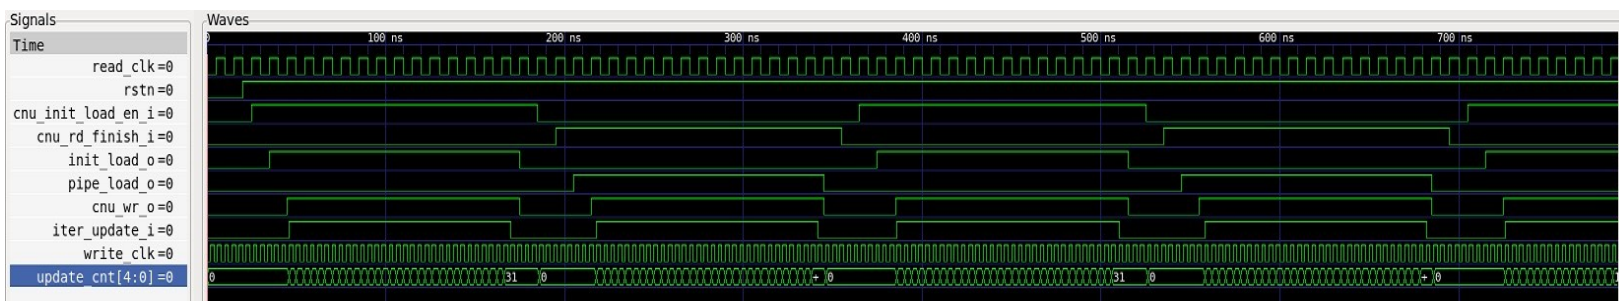 Signals Waves
Time 0 100 ns 200 ns 300 ns 400 ns 500 ns 600 ns 700 ns
read_clk=0
rstn=0
cnu_init_load_en_i=0
cnu_rd_finish_i=0
init_load_o=0
pipe_load_o=0
cnu_wr_o=0
iter_update_i=0
write_clk=0
update_cnt[4:0]=0 0 31 0 + 0 31 0 + 0